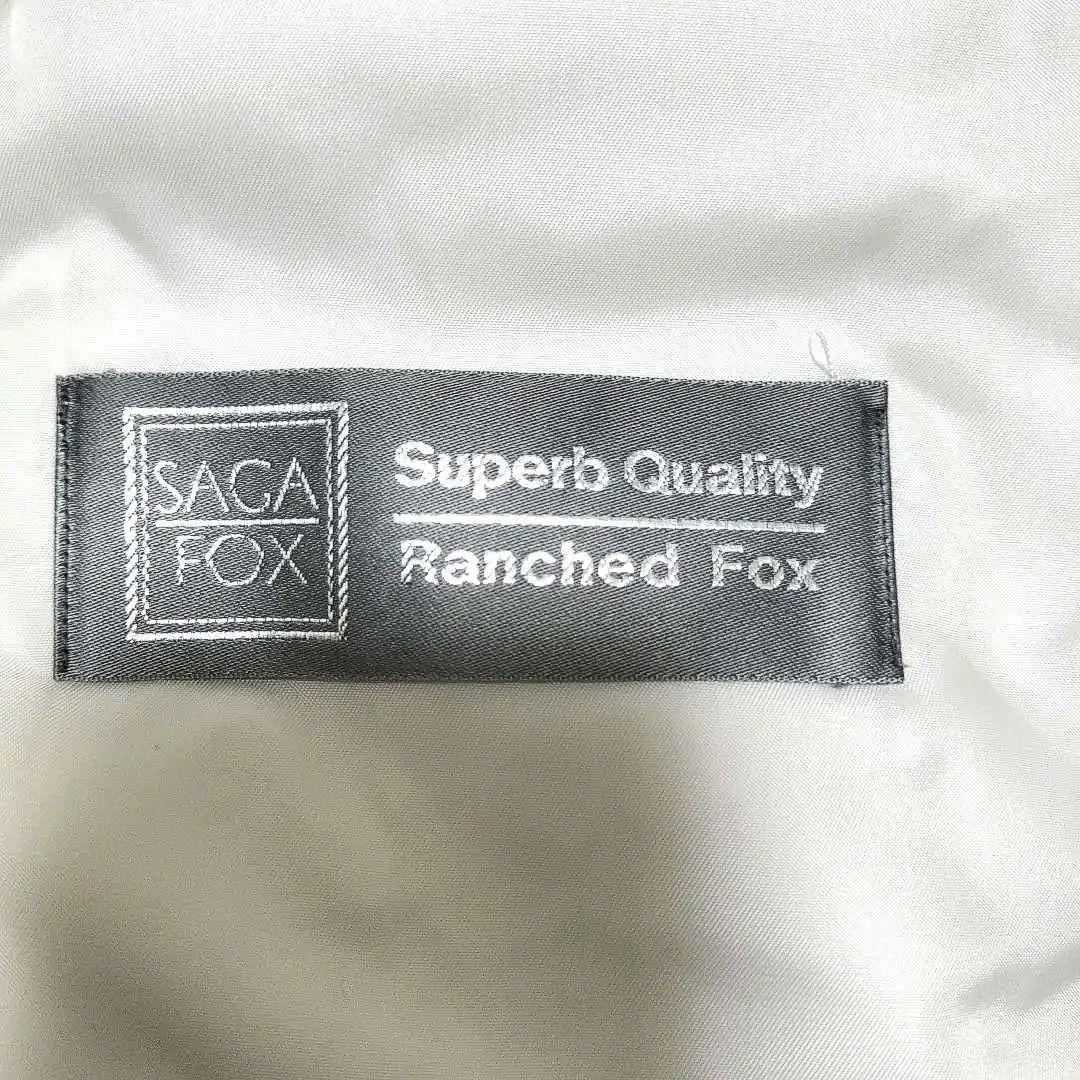 SAGA
FOX
Superb Quality
Ranched Fox